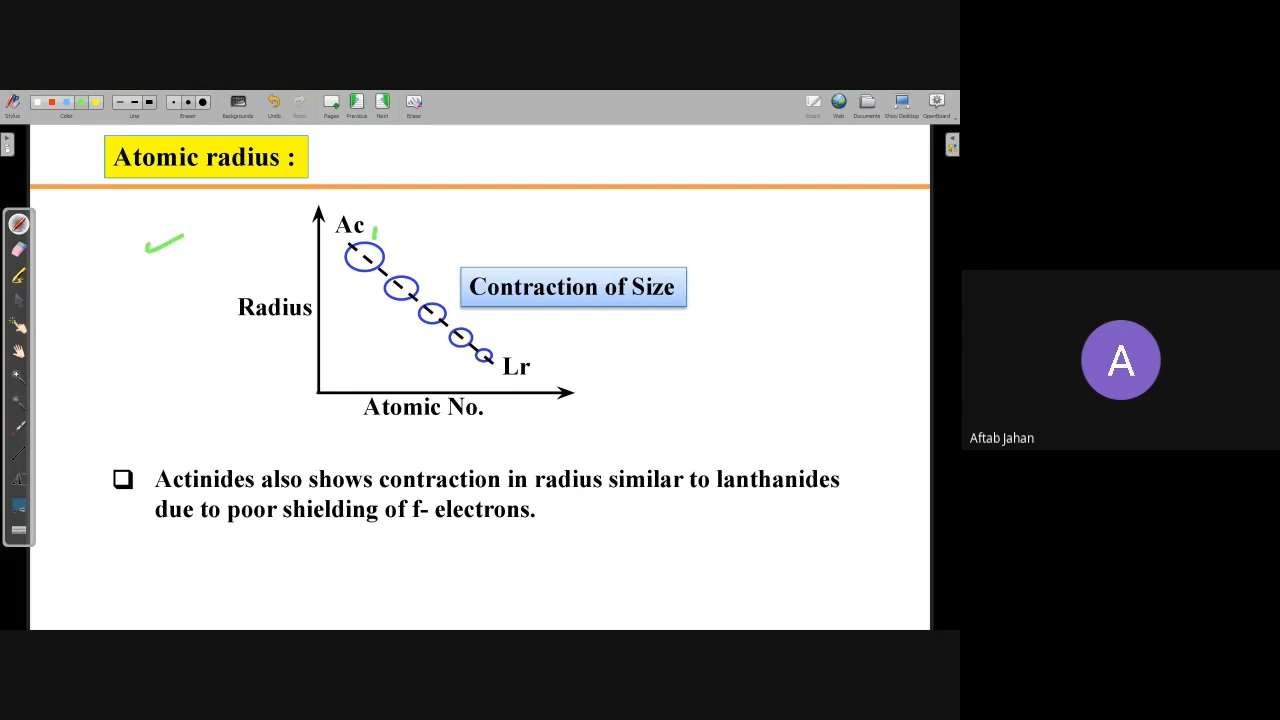 Stylus
Color
Line
Eraser
Backgrounds
Undo
Redo
Pages
Previous
Next
Erase
Board
Web
Documents
Show Desktop
OpenBoard
Atomic radius :
Ac
Contraction of Size
Radius
Lr
Atomic No.
Actinides also shows contraction in radius similar to lanthanides
due to poor shielding of f- electrons.
A
Aftab Jahan